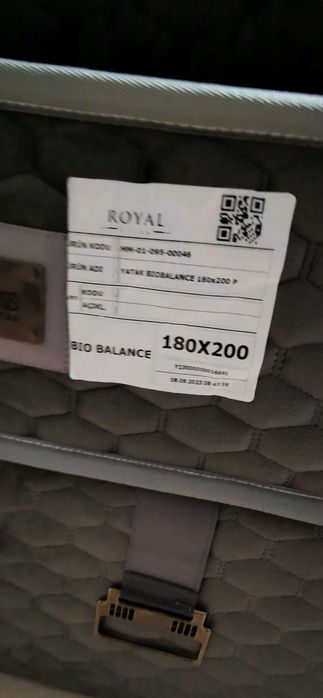 ROYAL
ÜRÜN KODU MM-01-095-00046
ÜRÜN ADI YATAK BIOBALANCE 180x200 P
KODU
AÇIKL.
BIO BALANCE 180X200
08.09.2023